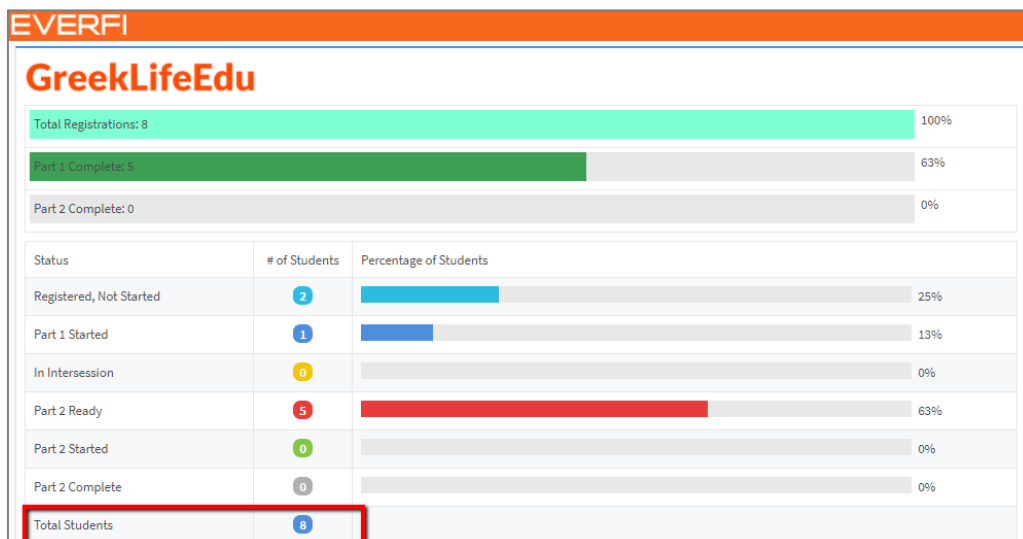 EVERFI
GreekLifeEdu
Total Registrations: 8 100%
Part 1 Complete: 5 63%
Part 2 Complete: 0 0%
Status # of Students Percentage of Students
Registered, Not Started 2 25%
Part 1 Started 1 13%
In Intersession 0 0%
Part 2 Ready 5 63%
Part 2 Started 0 0%
Part 2 Complete 0 0%
Total Students 8